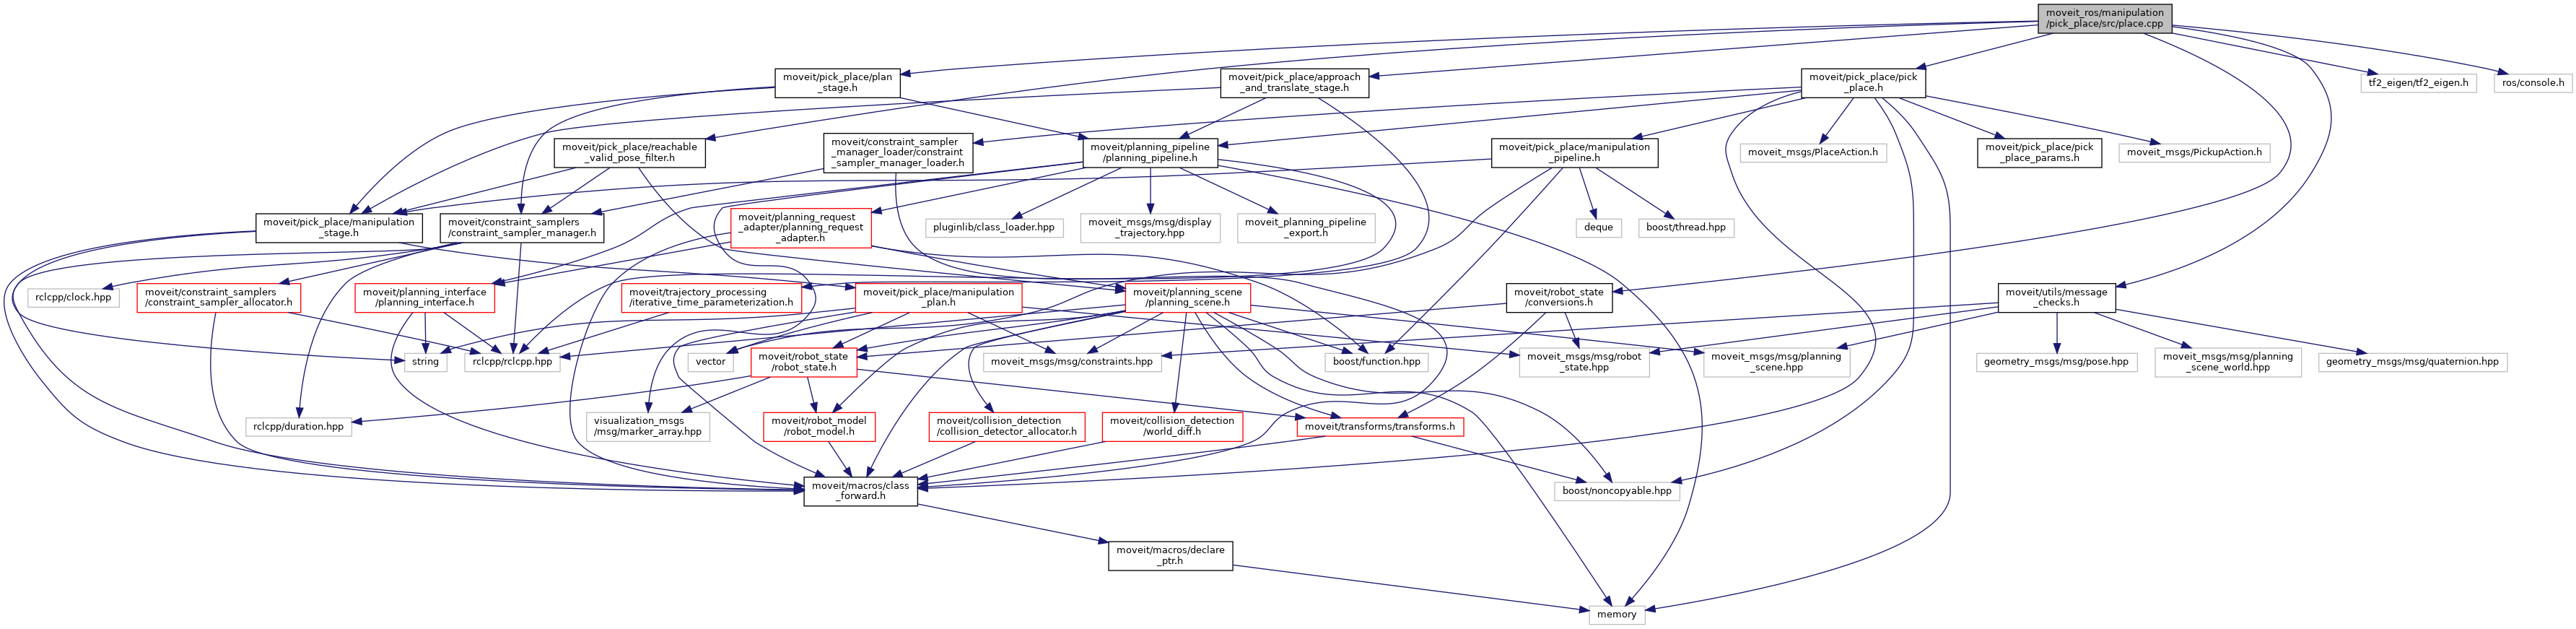 moveit_ros/manipulation
/pick_place/src/place.cpp
moveit/pick_place/plan
_stage.h
moveit/pick_place/approach
_and_translate_stage.h
moveit/pick_place/pick
_place.h
tf2_eigen/tf2_eigen.h
ros/console.h
moveit/pick_place/reachable
_valid_pose_filter.h
moveit/constraint_sampler
_manager_loader/constraint
_sampler_manager_loader.h
moveit/planning_pipeline
/planning_pipeline.h
moveit/pick_place/manipulation
_pipeline.h
moveit_msgs/PlaceAction.h
moveit/pick_place/pick
_place_params.h
moveit_msgs/PickupAction.h
moveit/pick_place/manipulation
_stage.h
moveit/constraint_samplers
/constraint_sampler_manager.h
moveit/planning_request
_adapter/planning_request
_adapter.h
pluginlib/class_loader.hpp
moveit_msgs/msg/display
_trajectory.hpp
moveit_planning_pipeline
_export.h
deque
boost/thread.hpp
rclcpp/clock.hpp
moveit/constraint_samplers
/constraint_sampler_allocator.h
moveit/planning_interface
/planning_interface.h
moveit/trajectory_processing
/iterative_time_parameterization.h
moveit/pick_place/manipulation
_plan.h
moveit/planning_scene
/planning_scene.h
moveit/robot_state
/conversions.h
moveit/utils/message
_checks.h
string
rclcpp/rclcpp.hpp
vector
moveit/robot_state
/robot_state.h
moveit_msgs/msg/constraints.hpp
boost/function.hpp
moveit_msgs/msg/robot
_state.hpp
moveit_msgs/msg/planning
_scene.hpp
geometry_msgs/msg/pose.hpp
moveit_msgs/msg/planning
_scene_world.hpp
geometry_msgs/msg/quaternion.hpp
rclcpp/duration.hpp
visualization_msgs
/msg/marker_array.hpp
moveit/robot_model
/robot_model.h
moveit/collision_detection
/collision_detector_allocator.h
moveit/collision_detection
/world_diff.h
moveit/transforms/transforms.h
moveit/macros/class
_forward.h
boost/noncopyable.hpp
moveit/macros/declare
_ptr.h
memory